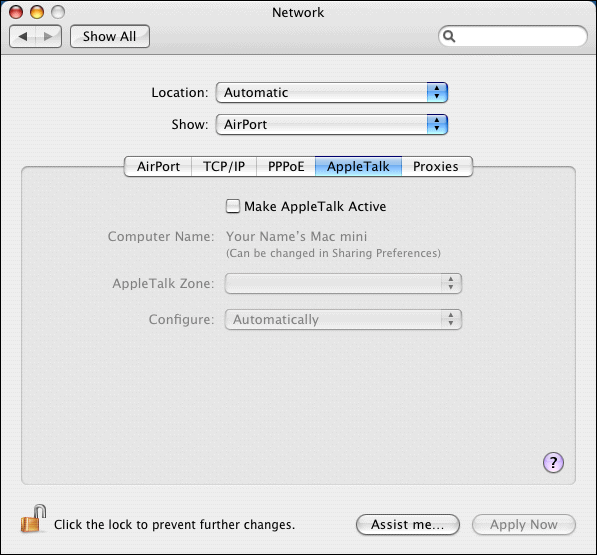 Network
Show All
Location: Automatic
Show: AirPort
AirPort TCP/IP PPPoE AppleTalk Proxies
Make AppleTalk Active
Computer Name: Your Name's Mac mini
(Can be changed in Sharing Preferences)
AppleTalk Zone:
Configure: Automatically
?
Click the lock to prevent further changes. Assist me... Apply Now